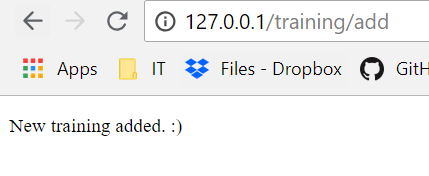 127.0.0.1/training/add
Apps IT Files - Dropbox GitH
New training added. :)